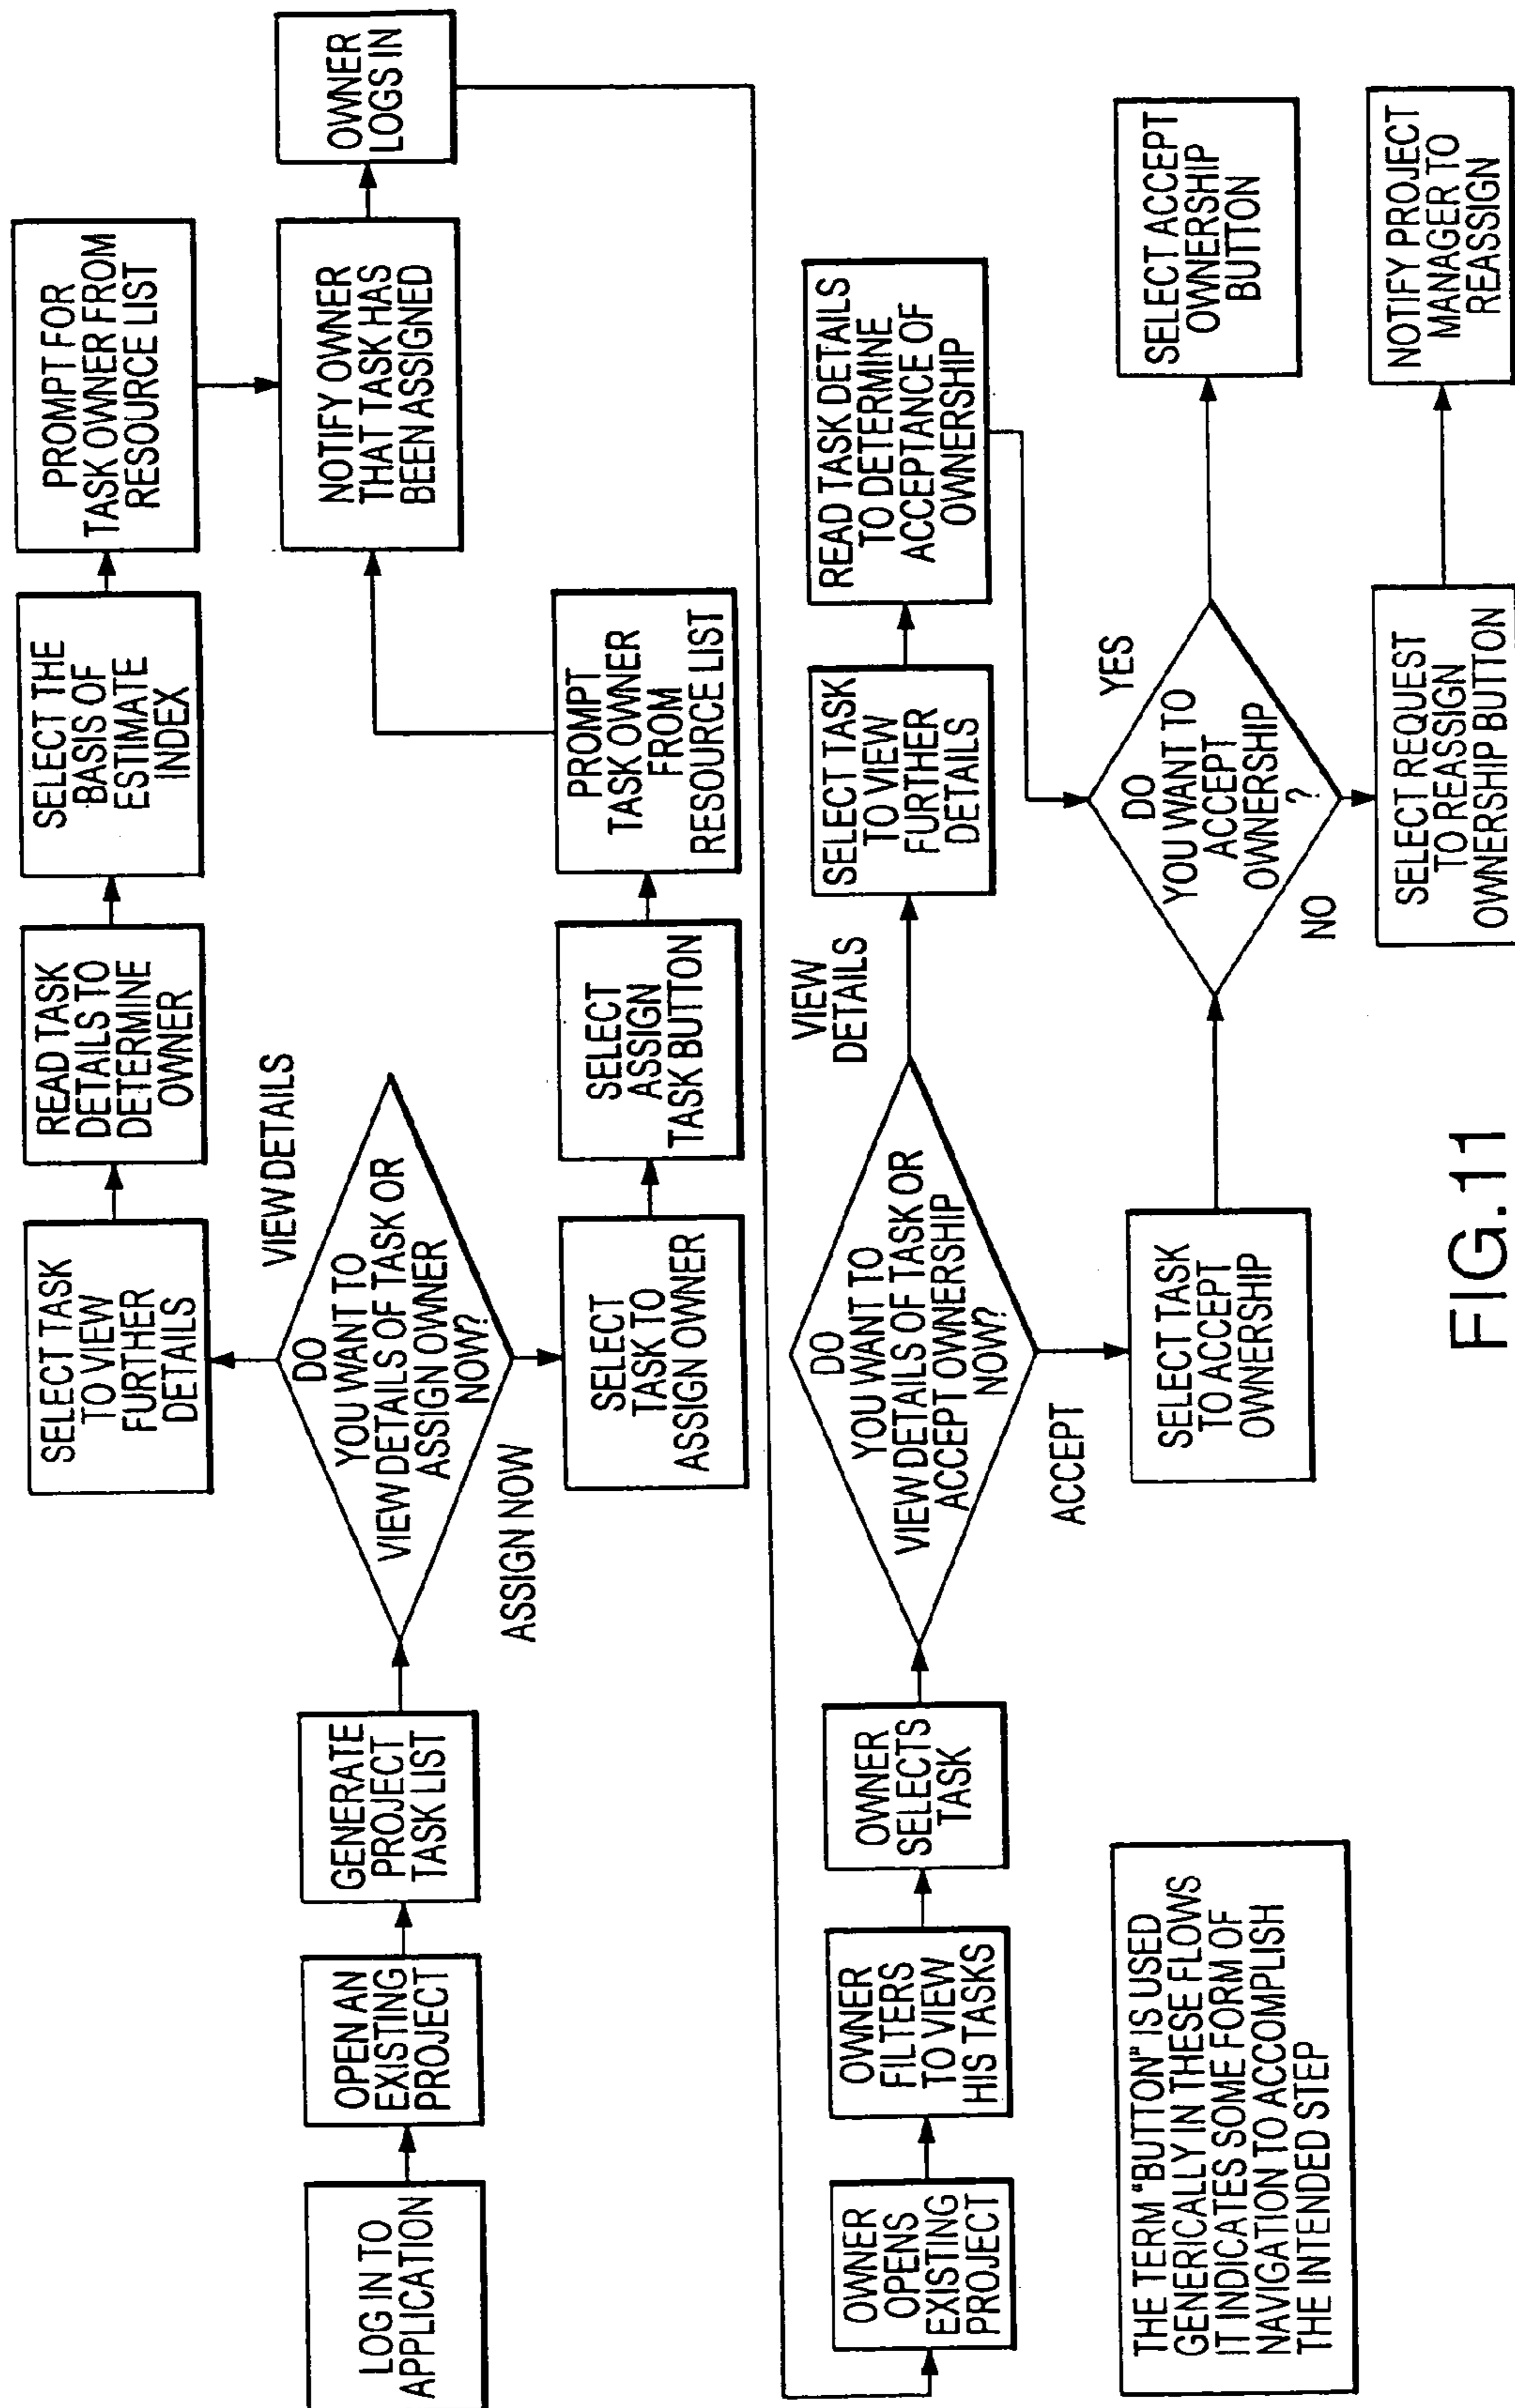 LOG IN TO
APPLICATION
OPEN AN
EXISTING
PROJECT
GENERATE
PROJECT
TASK LIST
DO
YOU WANT TO
VIEW DETAILS OF TASK OR
ASSIGN OWNER
NOW?
VIEW DETAILS
SELECT TASK
TO VIEW
FURTHER
DETAILS
READ TASK
DETAILS TO
DETERMINE
OWNER
SELECT THE
BASIS OF
ESTIMATE
INDEX
PROMPT FOR
TASK OWNER FROM
RESOURCE LIST
ASSIGN NOW
SELECT
TASK TO
ASSIGN OWNER
SELECT
ASSIGN
TASK BUTTON
PROMPT
TASK OWNER
FROM
RESOURCE LIST
NOTIFY OWNER
THAT TASK HAS
BEEN ASSIGNED
OWNER
LOGS IN
OWNER
OPENS
EXISTING
PROJECT
OWNER
FILTERS
TO VIEW
HIS TASKS
OWNER
SELECTS
TASK
DO
YOU WANT TO
VIEW DETAILS OF TASK OR
ACCEPT OWNERSHIP
NOW?
VIEW
DETAILS
SELECT TASK
TO VIEW
FURTHER
DETAILS
READ TASK DETAILS
TO DETERMINE
ACCEPTANCE OF
OWNERSHIP
ACCEPT
SELECT TASK
TO ACCEPT
OWNERSHIP
DO
YOU WANT TO
ACCEPT
OWNERSHIP
?
YES
SELECT ACCEPT
OWNERSHIP
BUTTON
NO
SELECT REQUEST
TO REASSIGN
OWNERSHIP BUTTON
NOTIFY PROJECT
MANAGER TO
REASSIGN
THE TERM "BUTTON" IS USED
GENERICALLY IN THESE FLOWS
IT INDICATES SOME FORM OF
NAVIGATION TO ACCOMPLISH
THE INTENDED STEP
FIG.11